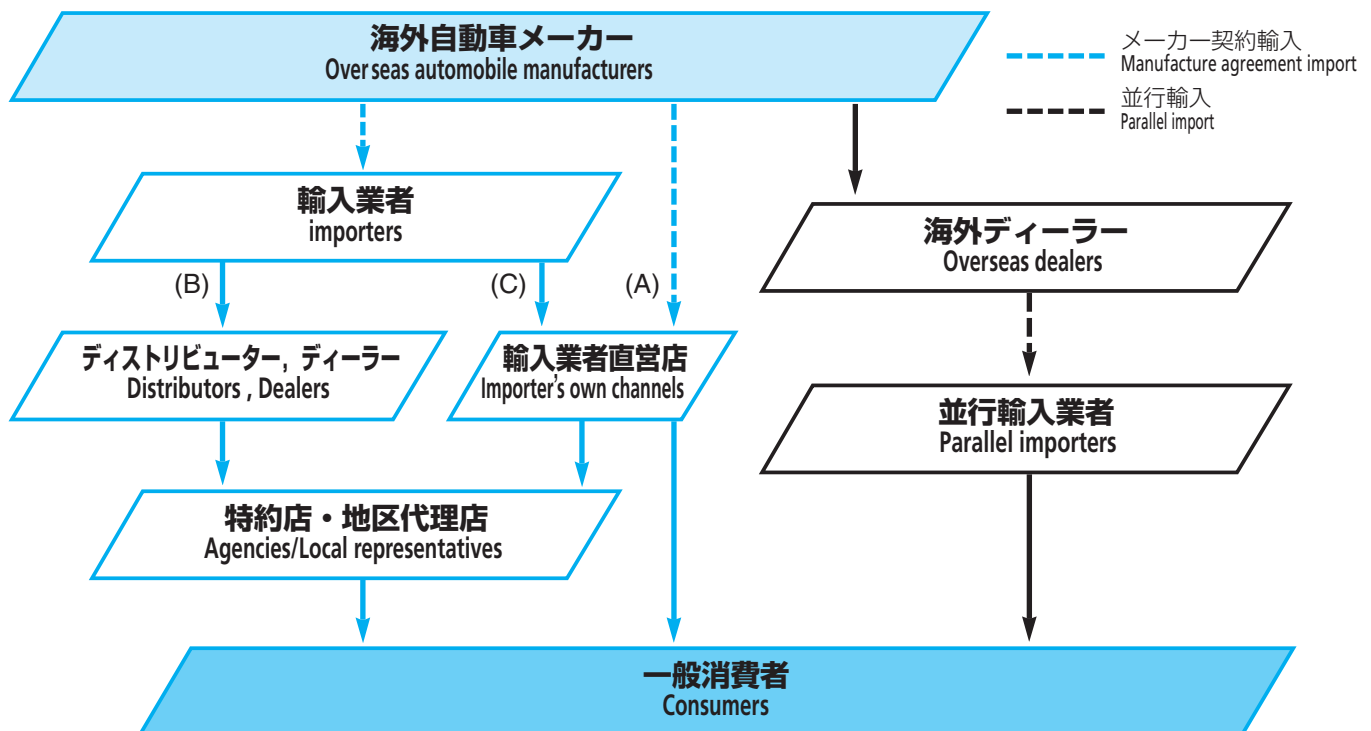 海外自動車メーカー
Overseas automobile manufacturers
メーカー契約輸入
Manufacture agreement import
並行輸入
Parallel import
輸入業者
importers
海外ディーラー
Overseas dealers
(B)
(C)
(A)
ディストリビューター, ディーラー
Distributors , Dealers
輸入業者直営店
Importer's own channels
並行輸入業者
Parallel importers
特約店・地区代理店
Agencies/Local representatives
一般消費者
Consumers